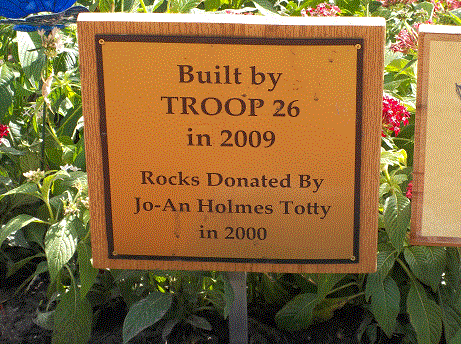 Built by
TROOP 26
in 2009
Rocks Donated By
Jo-An Holmes Totty
in 2000